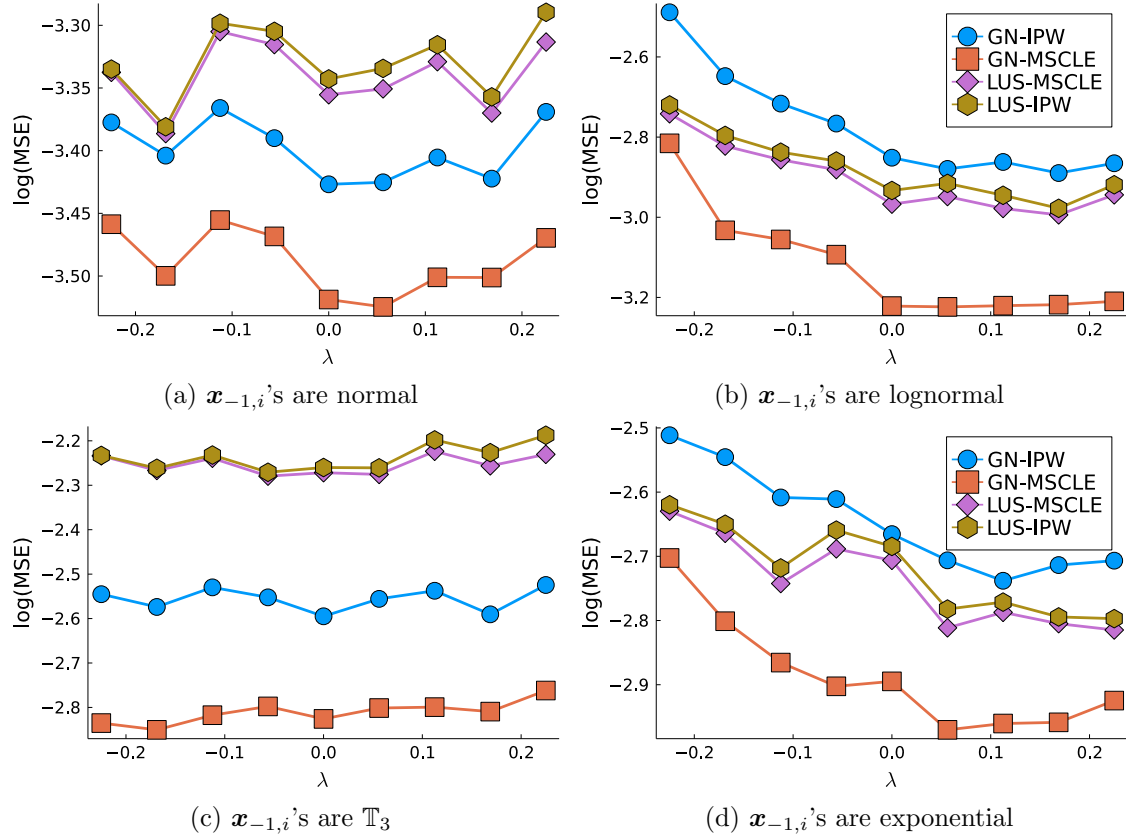 −3.30
−3.35
−3.40
−3.45
−3.50
log(MSE)
−0.2 −0.1 0.0 0.1 0.2
λ
(a) x₋₁,ᵢ's are normal
−2.6
−2.8
−3.0
−3.2
log(MSE)
GN-IPW
GN-MSCLE
LUS-MSCLE
LUS-IPW
−0.2 −0.1 0.0 0.1 0.2
λ
(b) x₋₁,ᵢ's are lognormal
−2.2
−2.3
−2.4
−2.5
−2.6
−2.7
−2.8
log(MSE)
−0.2 −0.1 0.0 0.1 0.2
λ
(c) x₋₁,ᵢ's are 𝕋₃
−2.5
−2.6
−2.7
−2.8
−2.9
log(MSE)
GN-IPW
GN-MSCLE
LUS-MSCLE
LUS-IPW
−0.2 −0.1 0.0 0.1 0.2
λ
(d) x₋₁,ᵢ's are exponential